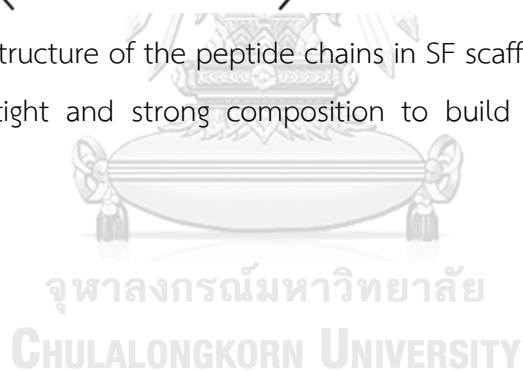 tructure of the peptide chains in SF scaff
tight and strong composition to build
จุฬาลงกรณ์มหาวิทยาลัย
CHULALONGKORN UNIVERSITY